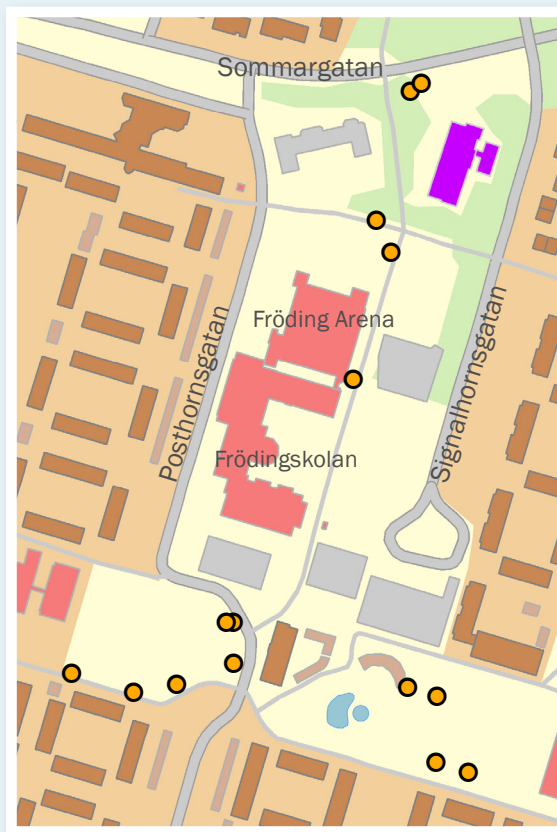 Sommargatan
Fröding Arena
Posthornsgatan
Signalhornsgatan
Frödingskolan